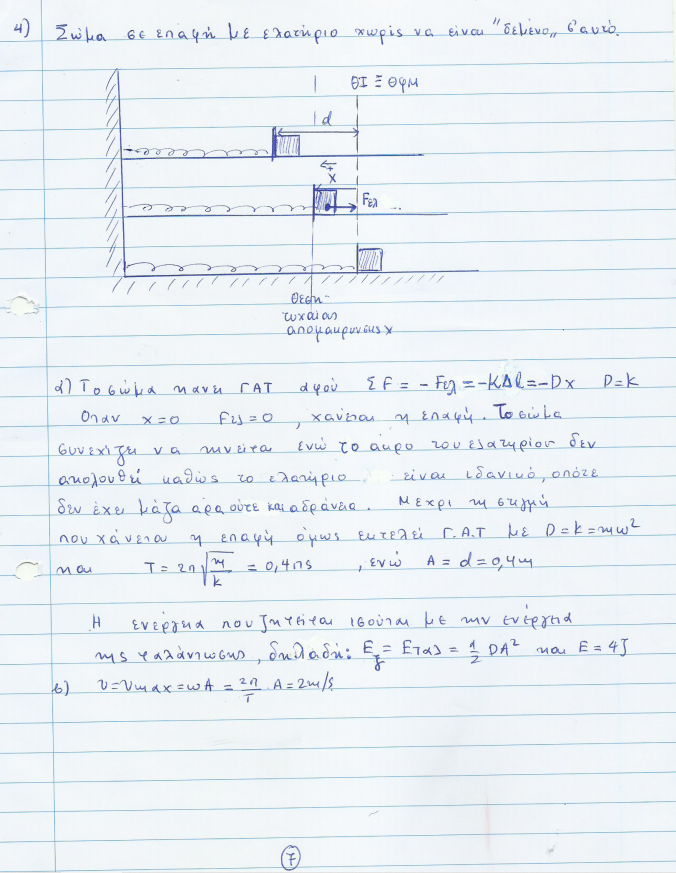 4) Σώμα σε επαφή με ελατήριο χωρίς να είναι "δεμένο" σ' αυτό.
ΘΙ ≡ ΘΦΜ
d
+
x
Fελ
Θέση
τυχαίας
απομάκρυνσης x
α) Το σώμα κάνει ΓΑΤ αφού ΣF = -Fελ = -KΔl = -Dx D = k
Όταν x=0 Fελ=0 , χάνεται η επαφή. Το σώμα
συνεχίζει να κινείται ενώ το άκρο του ελατηρίου δεν
ακολουθεί καθώς το ελατήριο είναι ιδανικό, οπότε
δεν έχει μάζα άρα ούτε και αδράνεια. Μέχρι τη στιγμή
που χάνεται η επαφή όμως εκτελεί Γ.Α.Τ με D=k=mω²
και T = 2π√(m/k) = 0,4πs , ενώ A = d = 0,4m
Η ενέργεια που ζητείται ισούται με την ενέργεια
της ταλάντωσης, δηλαδή: Eζ = Eταλ = 1/2 DA² και E = 4J
β) υ = υmax = ωA = 2π/T · A = 2m/s
7